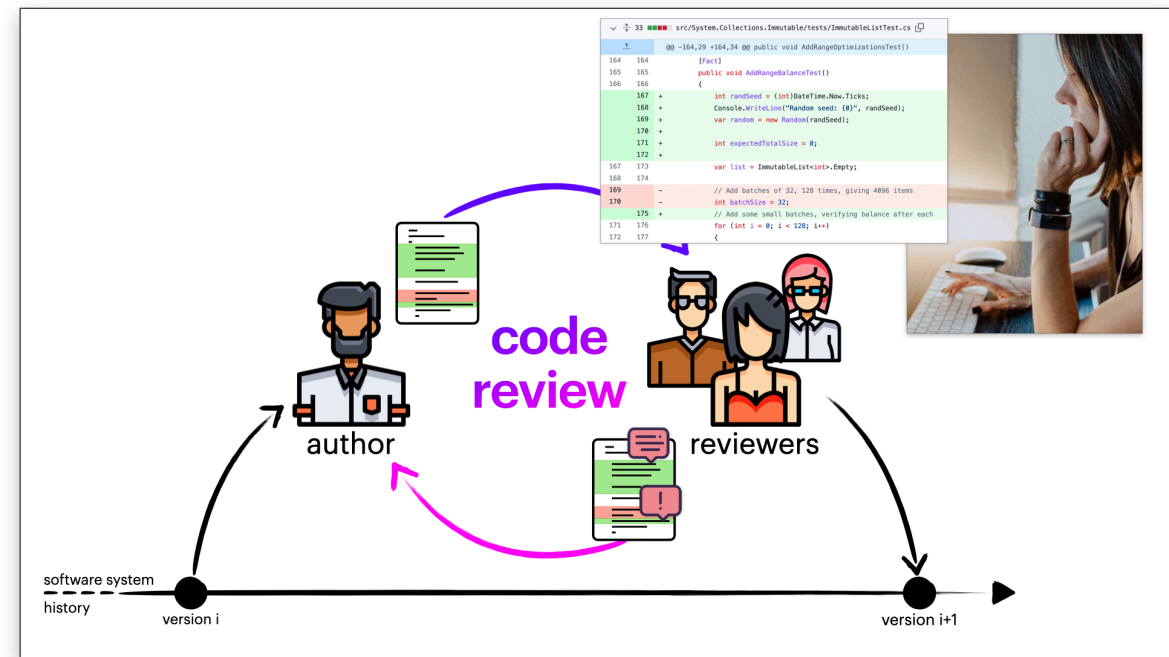 33 src/System.Collections.Immutable/tests/ImmutableListTest.cs
@@ -164,29 +164,34 @@ public void AddRangeOptimizationsTest()
164 164 [Fact]
165 165 public void AddRangeBalanceTest()
166 166 {
167 + int randSeed = (int)DateTime.Now.Ticks;
168 + Console.WriteLine("Random seed: {0}", randSeed);
169 + var random = new Random(randSeed);
170 +
171 + int expectedTotalSize = 0;
172 +
167 173 var list = ImmutableList<int>.Empty;
168 174
169 - // Add batches of 32, 128 times, giving 4096 items
170 - int batchSize = 32;
175 + // Add some small batches, verifying balance after each
171 176 for (int i = 0; i < 128; i++)
172 177 {
code
review
author
reviewers
!
software system
history
version i
version i+1